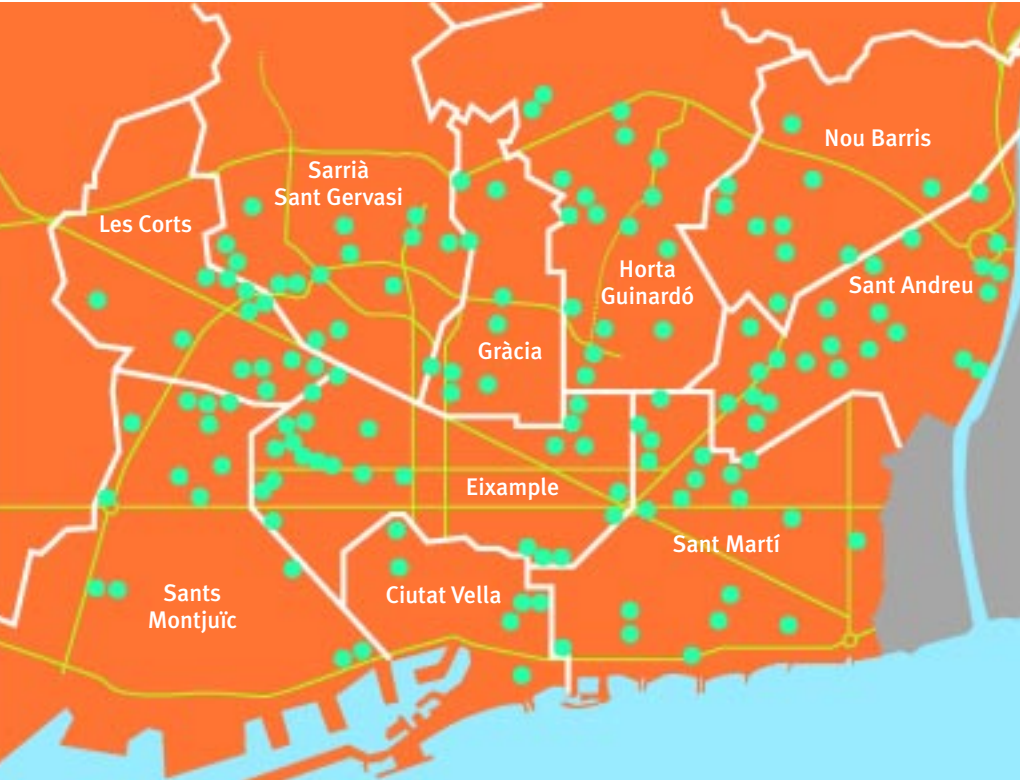 Nou Barris
Sarrià
Sant Gervasi
Les Corts
Horta
Guinardó
Sant Andreu
Gràcia
Eixample
Sant Martí
Sants
Montjuïc
Ciutat Vella